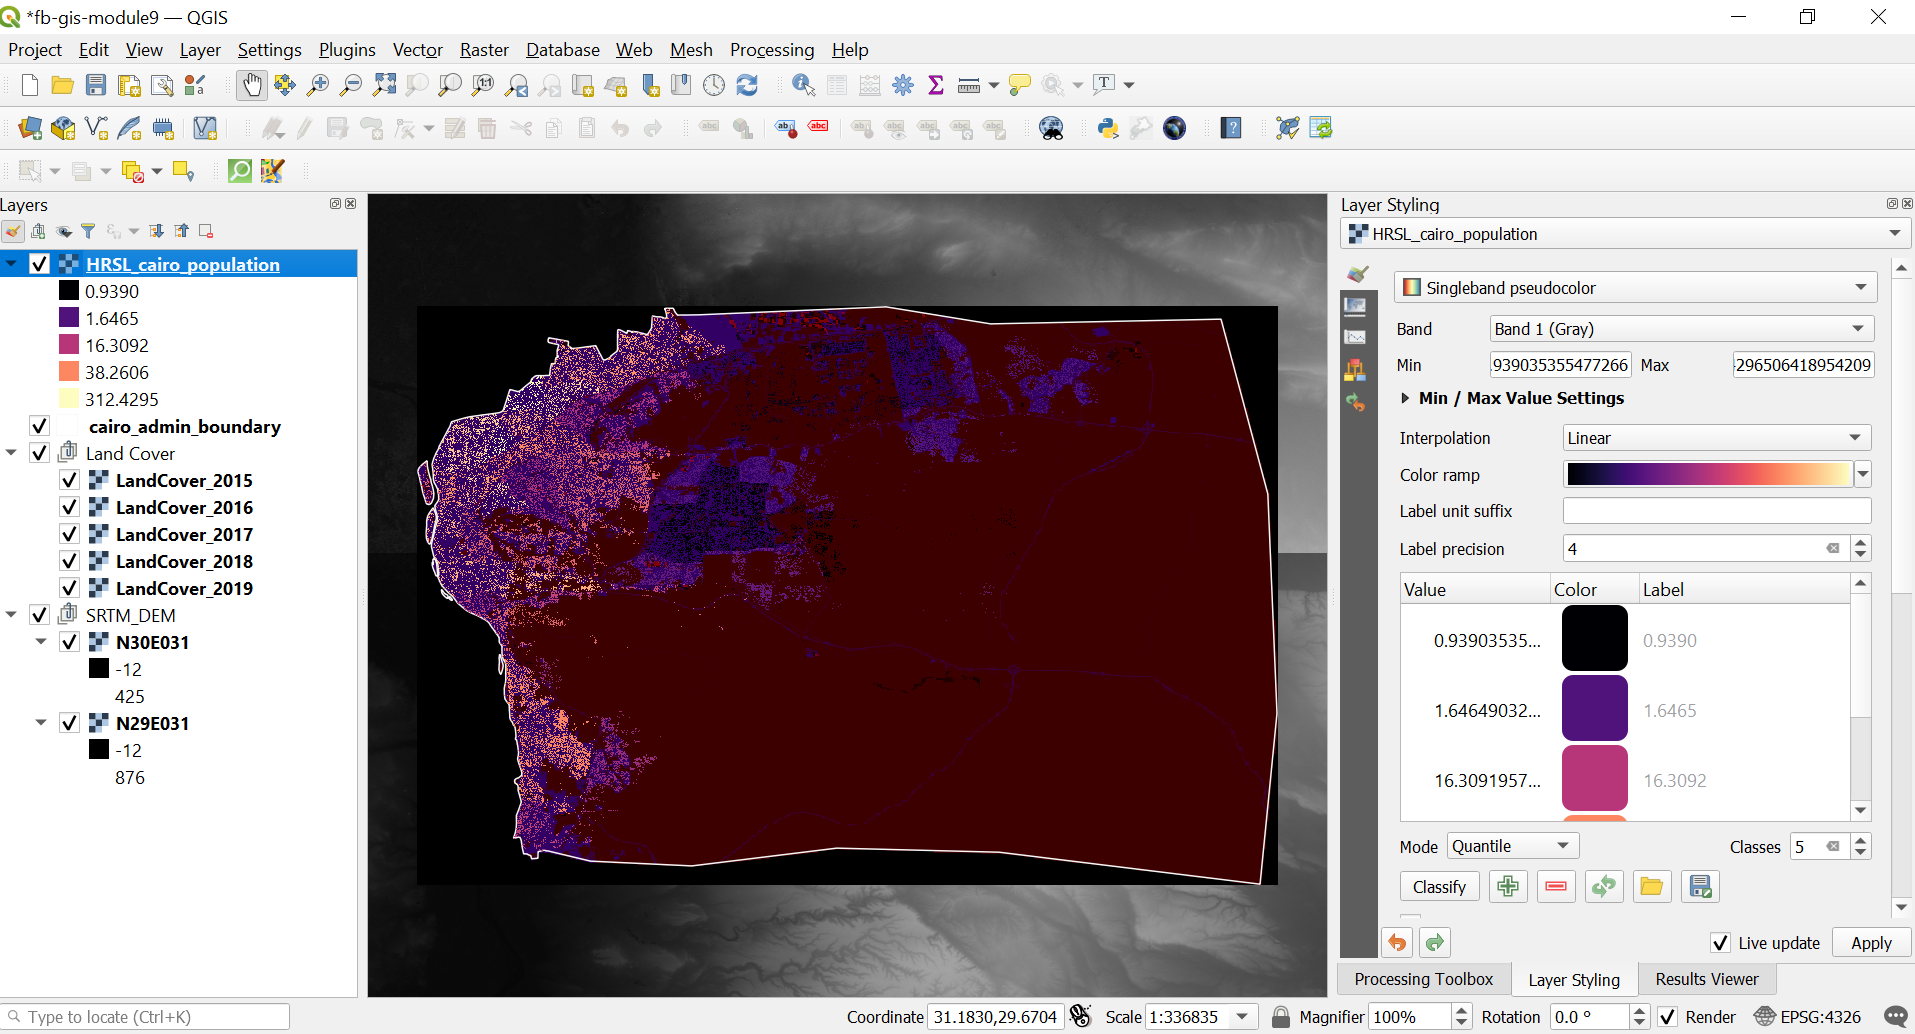 *fb-gis-module9 — QGIS
Project Edit View Layer Settings Plugins Vector Raster Database Web Mesh Processing Help
Layers
HRSL_cairo_population
0.9390
1.6465
16.3092
38.2606
312.4295
cairo_admin_boundary
Land Cover
LandCover_2015
LandCover_2016
LandCover_2017
LandCover_2018
LandCover_2019
SRTM_DEM
N30E031
-12
425
N29E031
-12
876
Layer Styling
HRSL_cairo_population
Singleband pseudocolor
Band Band 1 (Gray)
Min .939035355477266 Max 296506418954209
Min / Max Value Settings
Interpolation Linear
Color ramp
Label unit suffix
Label precision 4
Value Color Label
0.93903535... 0.9390
1.64649032... 1.6465
16.3091957... 16.3092
Mode Quantile Classes 5
Classify
Live update Apply
Processing Toolbox Layer Styling Results Viewer
Type to locate (Ctrl+K) Coordinate 31.1830,29.6704 Scale 1:336835 Magnifier 100% Rotation 0.0 ° Render EPSG:4326